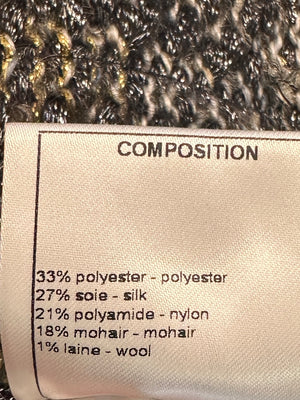 COMPOSITION
33% polyester - polyester
27% soie - silk
21% polyamide - nylon
18% mohair - mohair
1% laine - wool